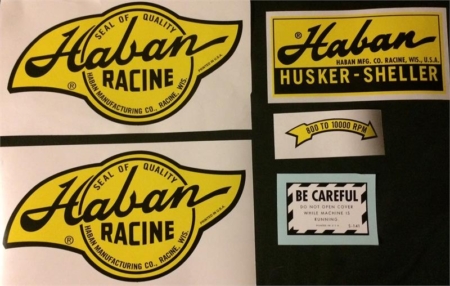 SEAL OF QUALITY
Haban
RACINE
®
HABAN MANUFACTURING CO., RACINE, WIS.
SEAL OF QUALITY
Haban
RACINE
®
HABAN MANUFACTURING CO., RACINE, WIS.
® Haban
HABAN MFG. CO. RACINE, WIS., U.S.A.
HUSKER-SHELLER
800 TO 10000 RPM
BE CAREFUL
DO NOT OPEN COVER
WHILE MACHINE IS
RUNNING